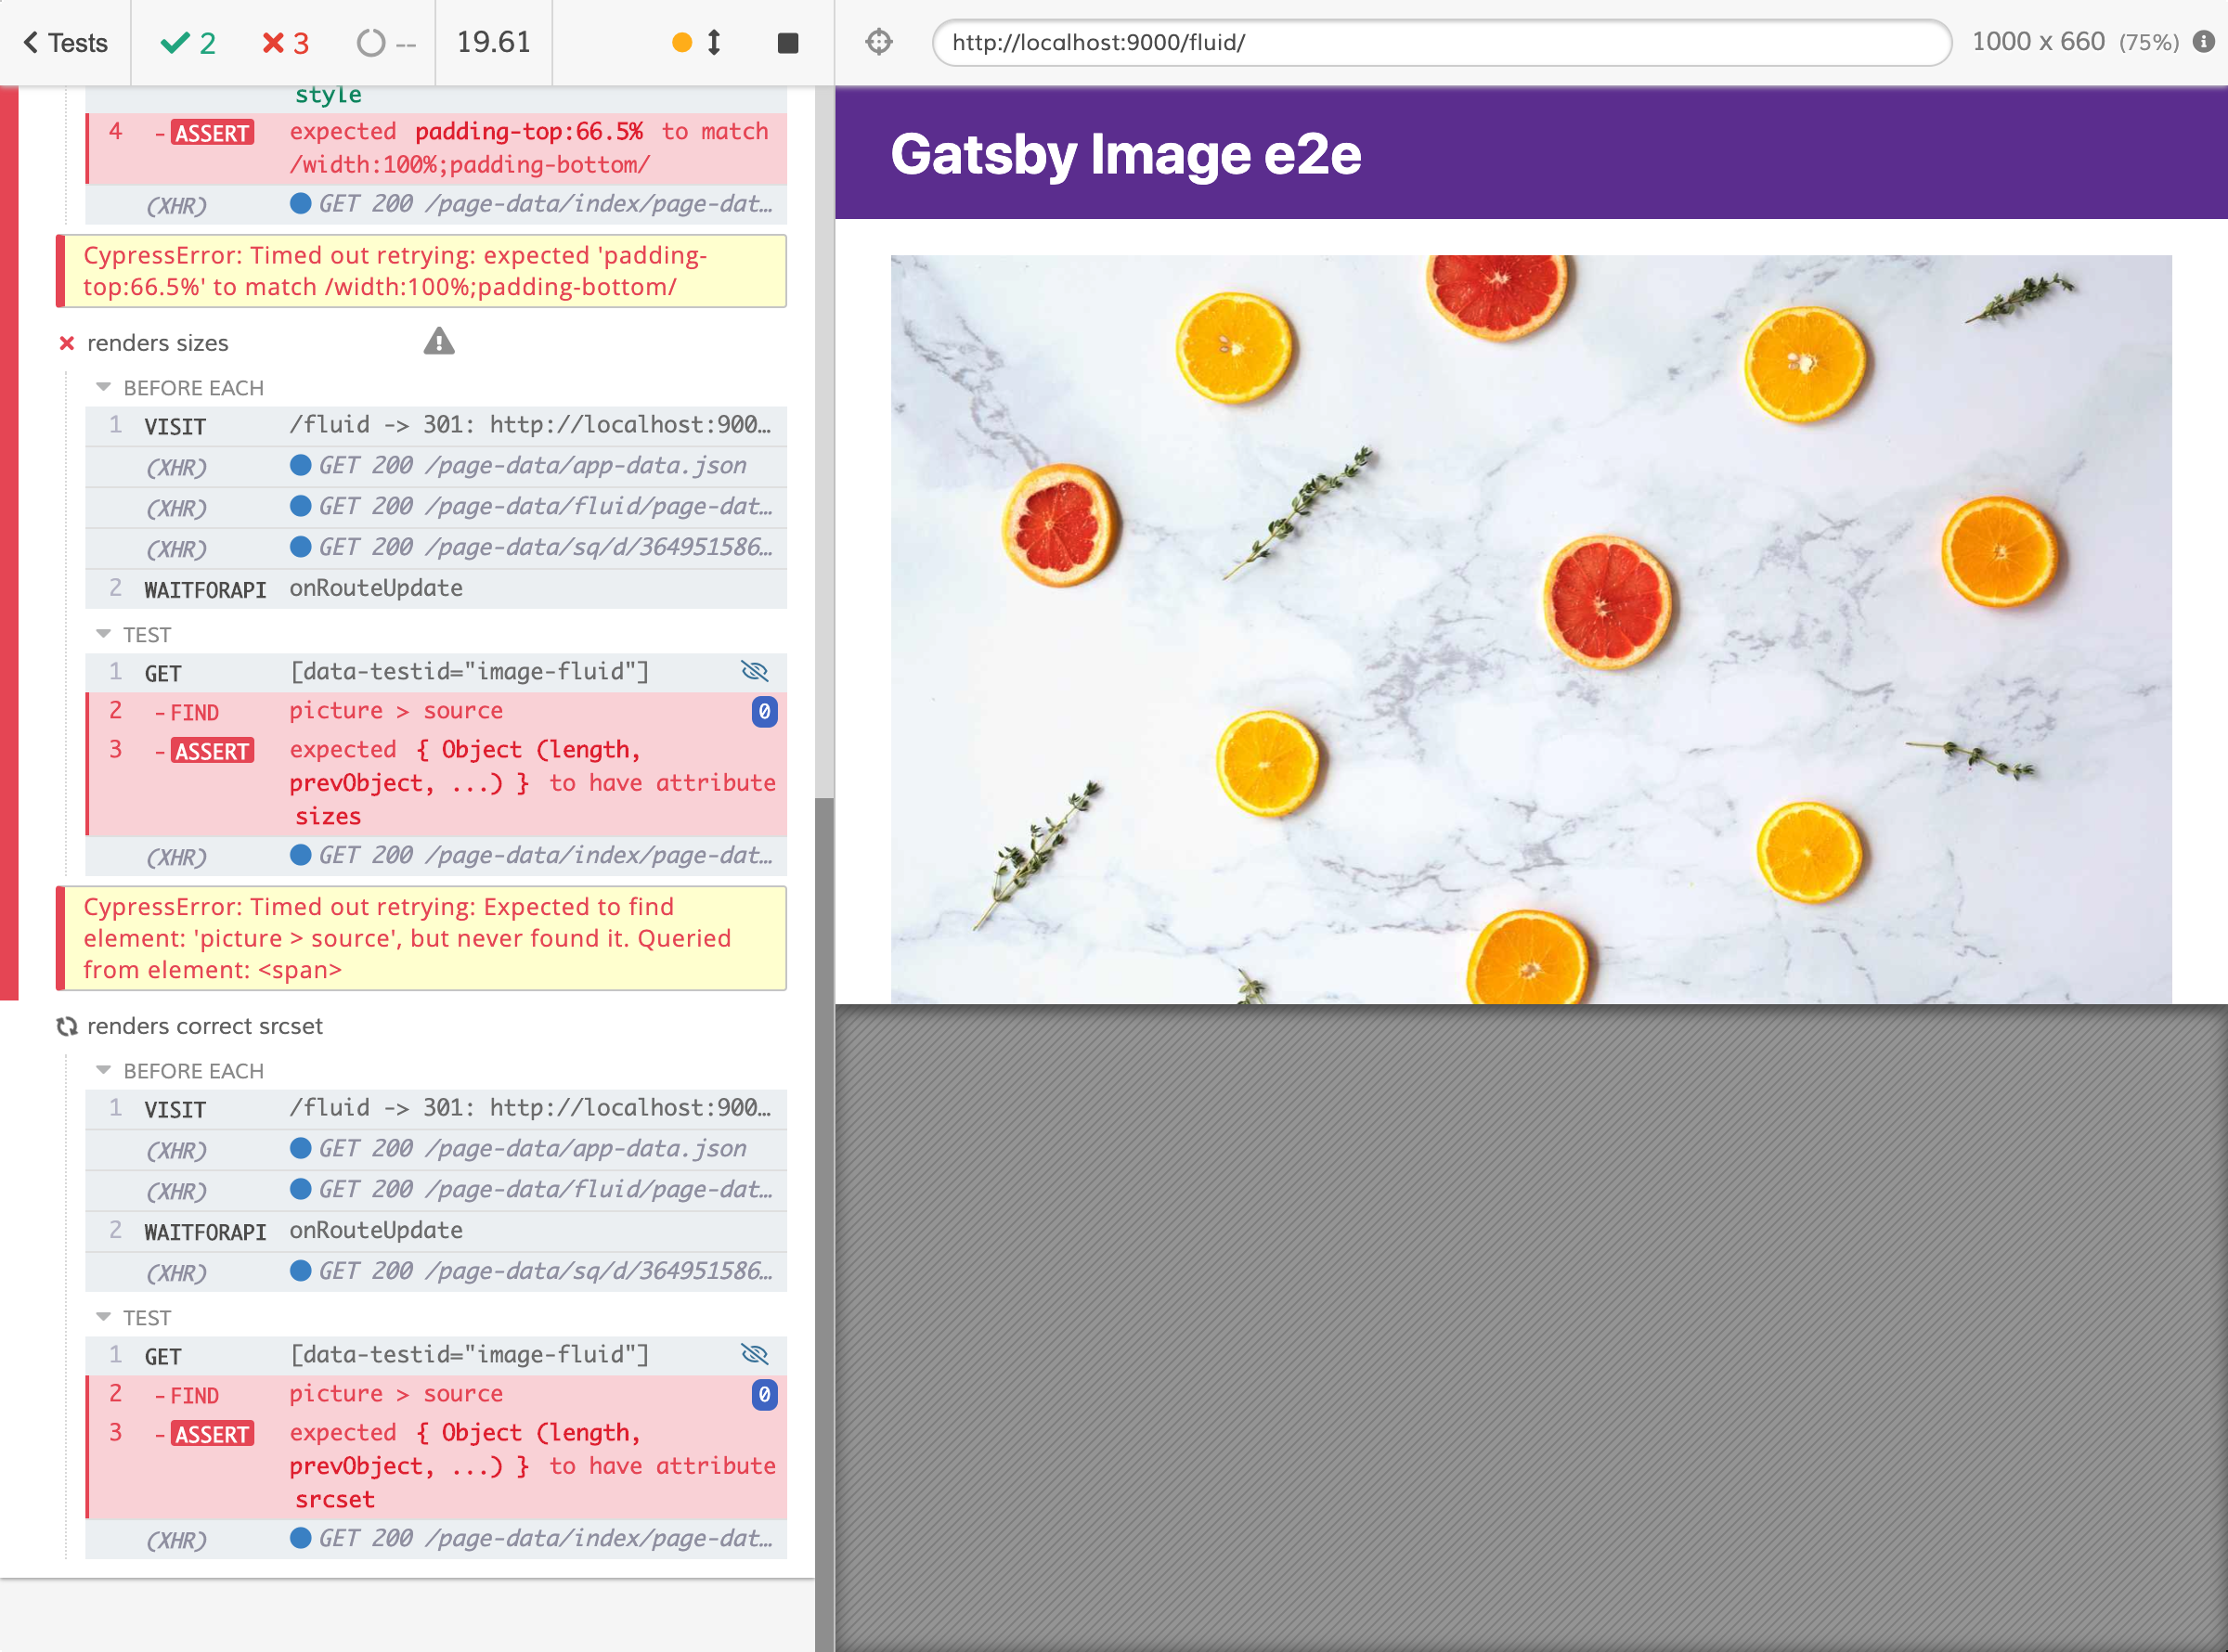 Tests
2
3
--
19.61
http://localhost:9000/fluid/
1000 x 660 (75%)
style
4 - ASSERT expected padding-top:66.5% to match
/width:100%;padding-bottom/
(XHR) GET 200 /page-data/index/page-dat…
CypressError: Timed out retrying: expected 'padding-
top:66.5%' to match /width:100%;padding-bottom/
renders sizes
BEFORE EACH
1 VISIT /fluid -> 301: http://localhost:900…
(XHR) GET 200 /page-data/app-data.json
(XHR) GET 200 /page-data/fluid/page-dat…
(XHR) GET 200 /page-data/sq/d/364951586…
2 WAITFORAPI onRouteUpdate
TEST
1 GET [data-testid="image-fluid"]
2 - FIND picture > source 0
3 - ASSERT expected { Object (length,
prevObject, ...) } to have attribute
sizes
(XHR) GET 200 /page-data/index/page-dat…
CypressError: Timed out retrying: Expected to find
element: 'picture > source', but never found it. Queried
from element: <span>
renders correct srcset
BEFORE EACH
1 VISIT /fluid -> 301: http://localhost:900…
(XHR) GET 200 /page-data/app-data.json
(XHR) GET 200 /page-data/fluid/page-dat…
2 WAITFORAPI onRouteUpdate
(XHR) GET 200 /page-data/sq/d/364951586…
TEST
1 GET [data-testid="image-fluid"]
2 - FIND picture > source 0
3 - ASSERT expected { Object (length,
prevObject, ...) } to have attribute
srcset
(XHR) GET 200 /page-data/index/page-dat…
Gatsby Image e2e